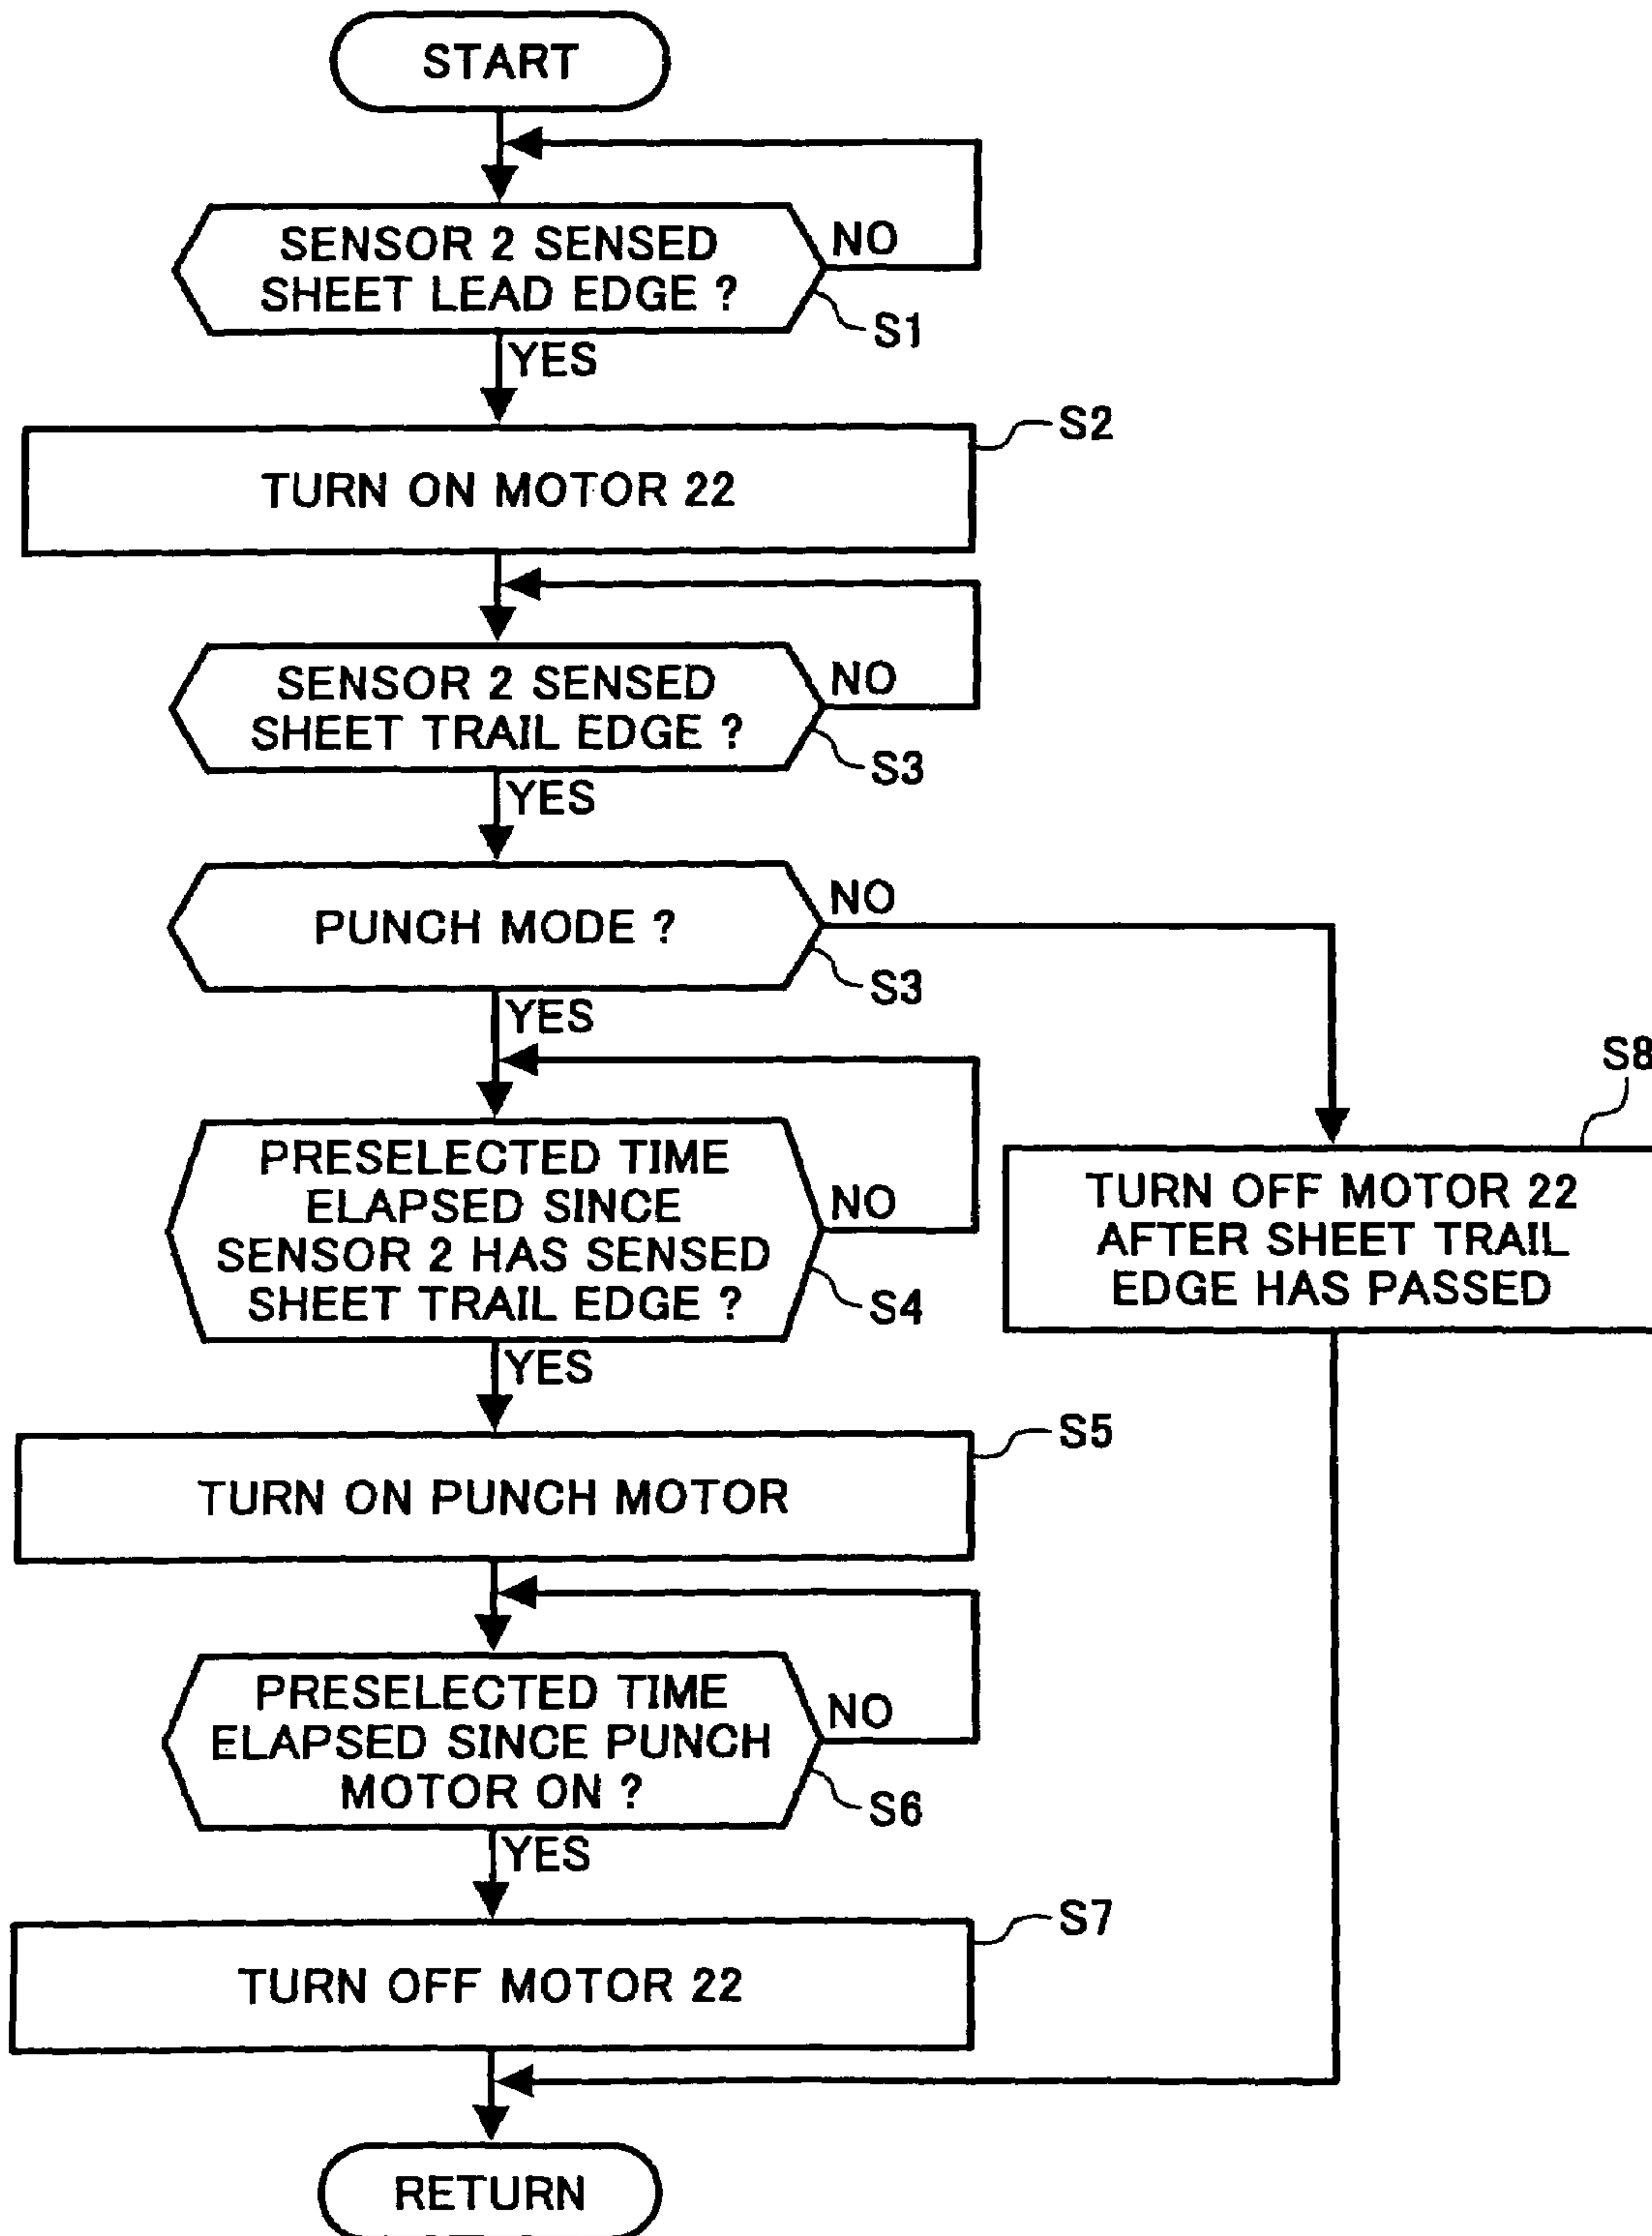 START
SENSOR 2 SENSED
SHEET LEAD EDGE ?
NO
S1
YES
S2
TURN ON MOTOR 22
SENSOR 2 SENSED
SHEET TRAIL EDGE ?
NO
S3
YES
PUNCH MODE ?
NO
S3
YES
PRESELECTED TIME
ELAPSED SINCE
SENSOR 2 HAS SENSED
SHEET TRAIL EDGE ?
NO
S4
S8
TURN OFF MOTOR 22
AFTER SHEET TRAIL
EDGE HAS PASSED
YES
S5
TURN ON PUNCH MOTOR
PRESELECTED TIME
ELAPSED SINCE PUNCH
MOTOR ON ?
NO
S6
YES
S7
TURN OFF MOTOR 22
RETURN